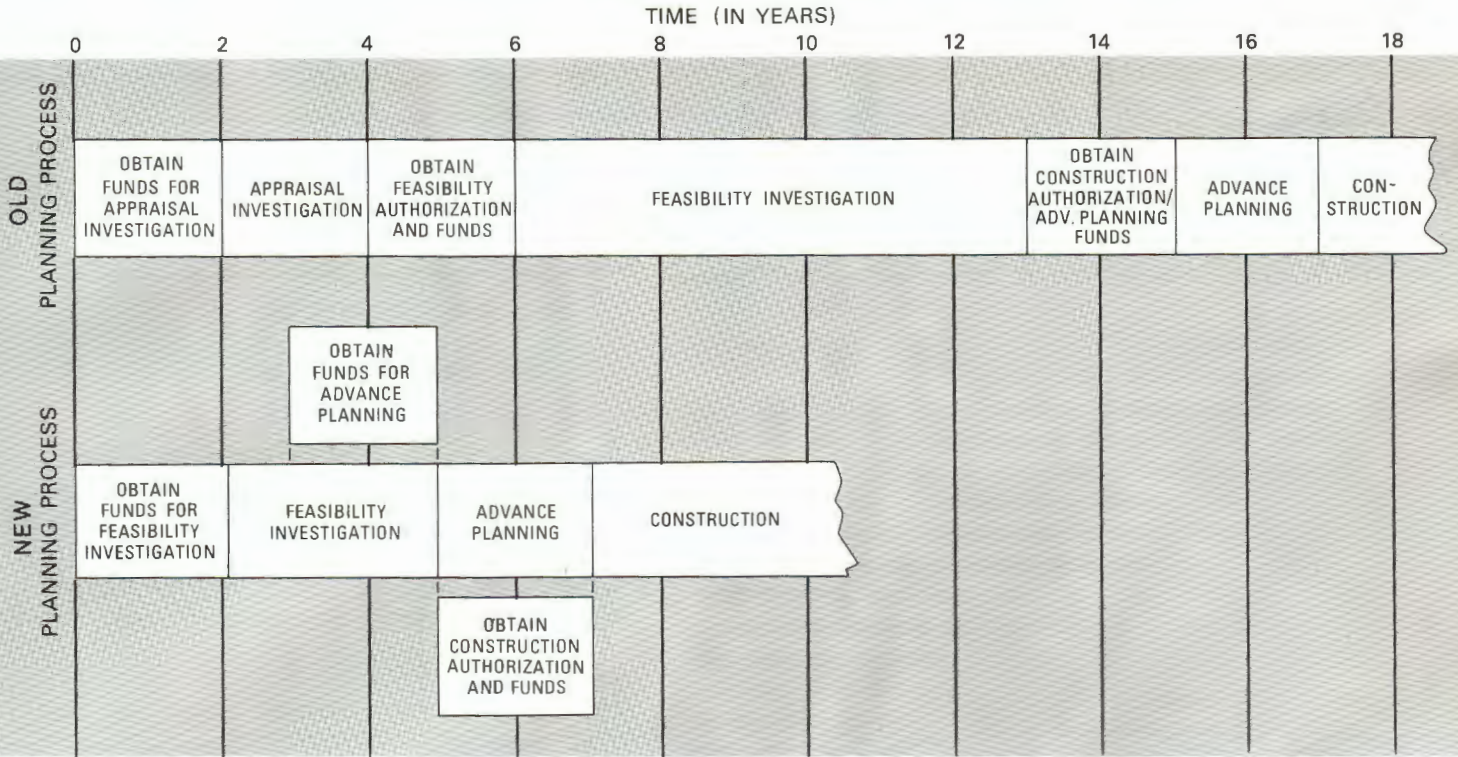 TIME (IN YEARS)
0 2 4 6 8 10 12 14 16 18
OLD
PLANNING PROCESS
OBTAIN
FUNDS FOR
APPRAISAL
INVESTIGATION
APPRAISAL
INVESTIGATION
OBTAIN
FEASIBILITY
AUTHORIZATION
AND FUNDS
FEASIBILITY INVESTIGATION
OBTAIN
CONSTRUCTION
AUTHORIZATION/
ADV. PLANNING
FUNDS
ADVANCE
PLANNING
CON-
STRUCTION
OBTAIN
FUNDS FOR
ADVANCE
PLANNING
NEW
PLANNING PROCESS
OBTAIN
FUNDS FOR
FEASIBILITY
INVESTIGATION
FEASIBILITY
INVESTIGATION
ADVANCE
PLANNING
CONSTRUCTION
OBTAIN
CONSTRUCTION
AUTHORIZATION
AND FUNDS